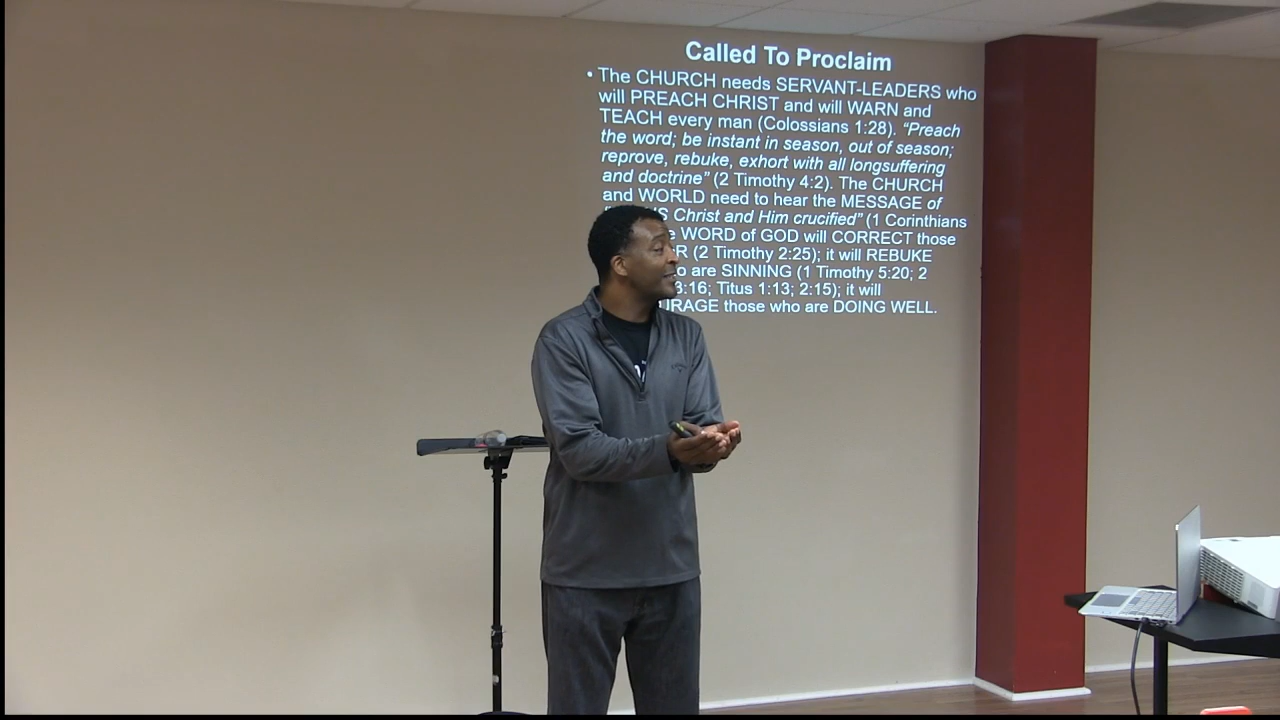 Called To Proclaim
• The CHURCH needs SERVANT-LEADERS who
will PREACH CHRIST and will WARN and
TEACH every man (Colossians 1:28). “Preach
the word; be instant in season, out of season;
reprove, rebuke, exhort with all longsuffering
and doctrine” (2 Timothy 4:2). The CHURCH
and WORLD need to hear the MESSAGE of
Christ and Him crucified” (1 Corinthians
WORD of GOD will CORRECT those
(2 Timothy 2:25); it will REBUKE
are SINNING (1 Timothy 5:20; 2
3:16; Titus 1:13; 2:15); it will
those who are DOING WELL.